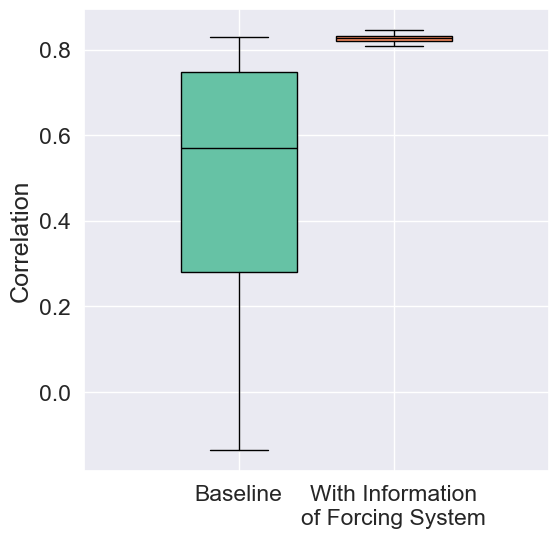 0.8
0.6
0.4
0.2
0.0
Correlation
Baseline
With Information
of Forcing System